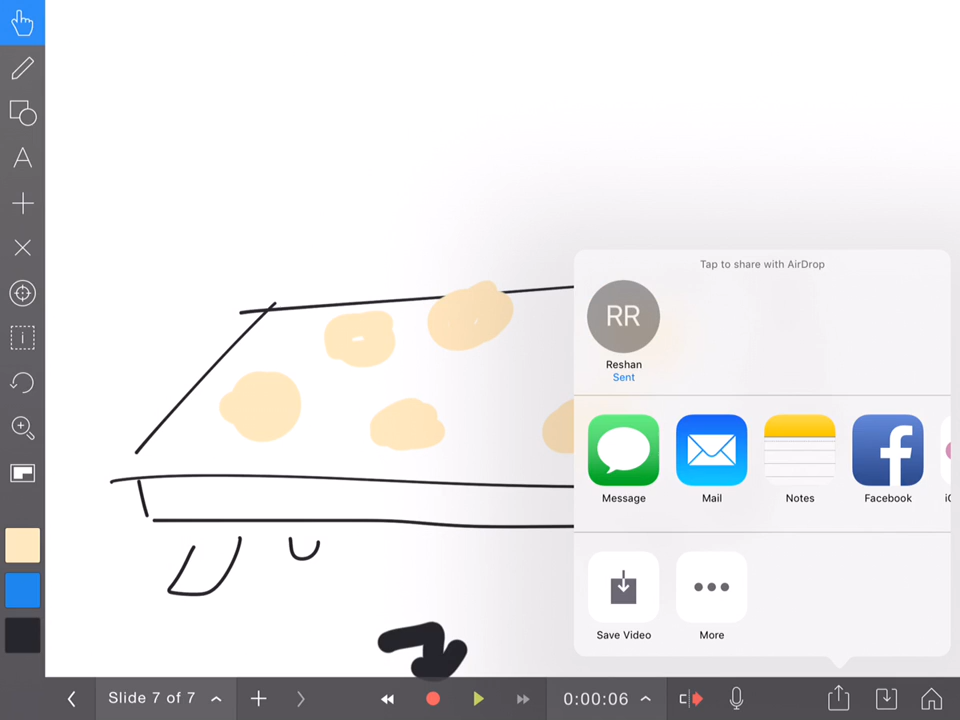 Tap to share with AirDrop
RR
Reshan
Sent
Message
Mail
Notes
Facebook
Save Video
More
A
i
Slide 7 of 7
0:00:06